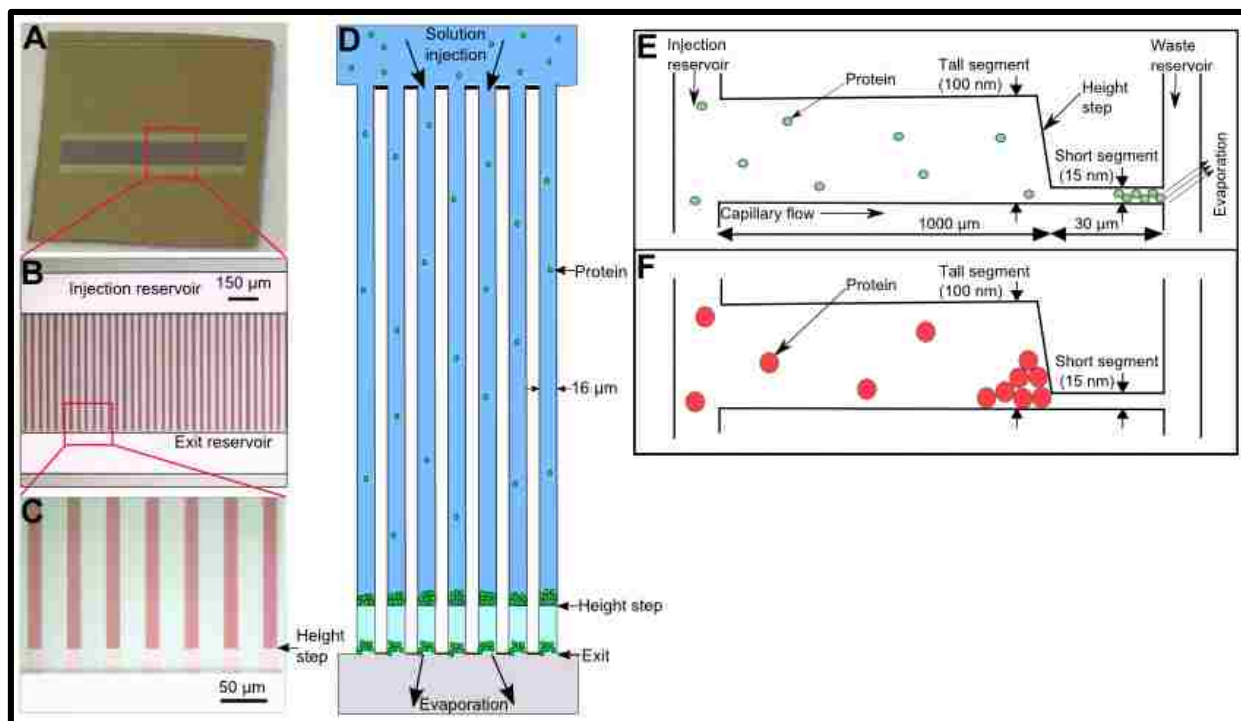 A
B
Injection reservoir
150 µm
Exit reservoir
C
Height
step
50 µm
D
Solution
injection
Protein
16 µm
Height step
Exit
Evaporation
E
Injection
reservoir
Protein
Tall segment
(100 nm)
Height
step
Waste
reservoir
Short segment
(15 nm)
Evaporation
Capillary flow
1000 µm
30 µm
F
Protein
Tall segment
(100 nm)
Short segment
(15 nm)